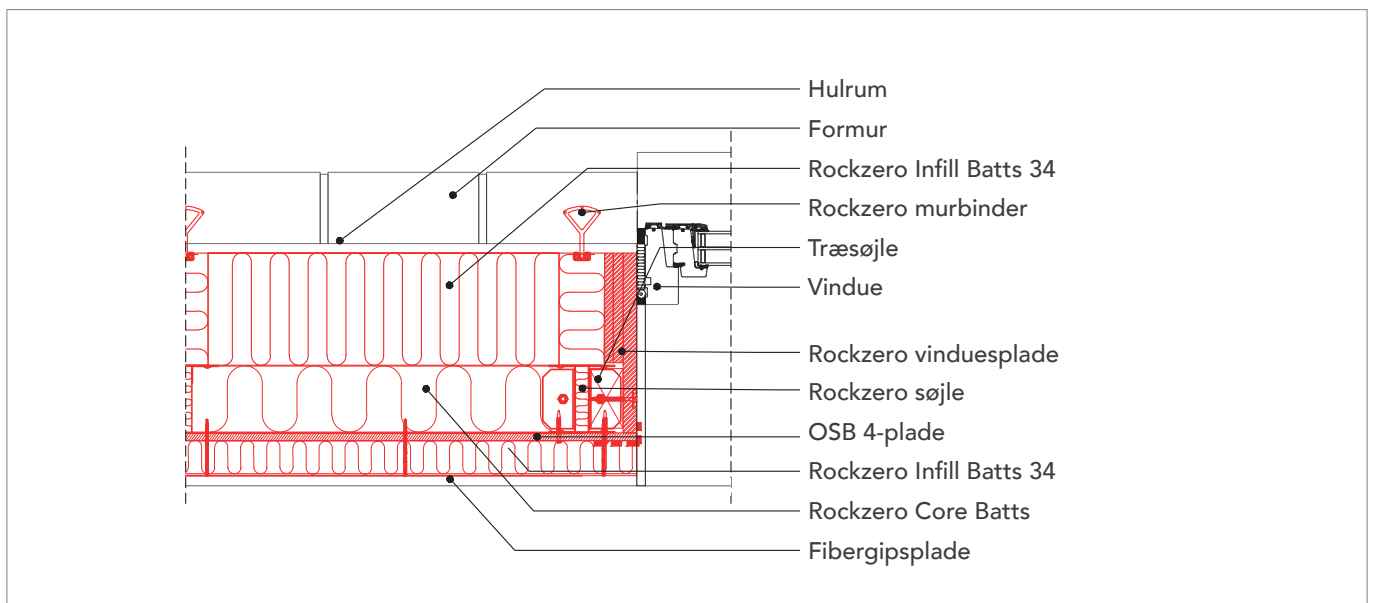 Hulrum
Formur
Rockzero Infill Batts 34
Rockzero murbinder
Træsøjle
Vindue
Rockzero vinduesplade
Rockzero søjle
OSB 4-plade
Rockzero Infill Batts 34
Rockzero Core Batts
Fibergipsplade